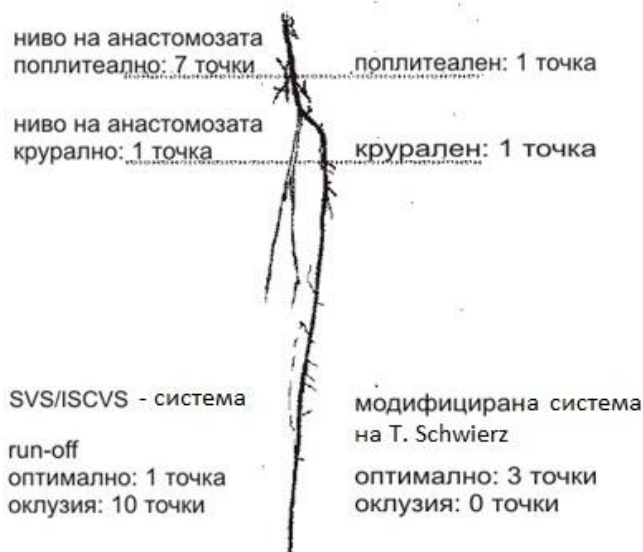 ниво на анастомозата
поплитеално: 7 точки
поплитеален: 1 точка
ниво на анастомозата
крурално: 1 точка
крурален: 1 точка
SVS/ISCVS - система
run-off
оптимално: 1 точка
оклузия: 10 точки
модифицирана система
на T. Schwierz
оптимално: 3 точки
оклузия: 0 точки